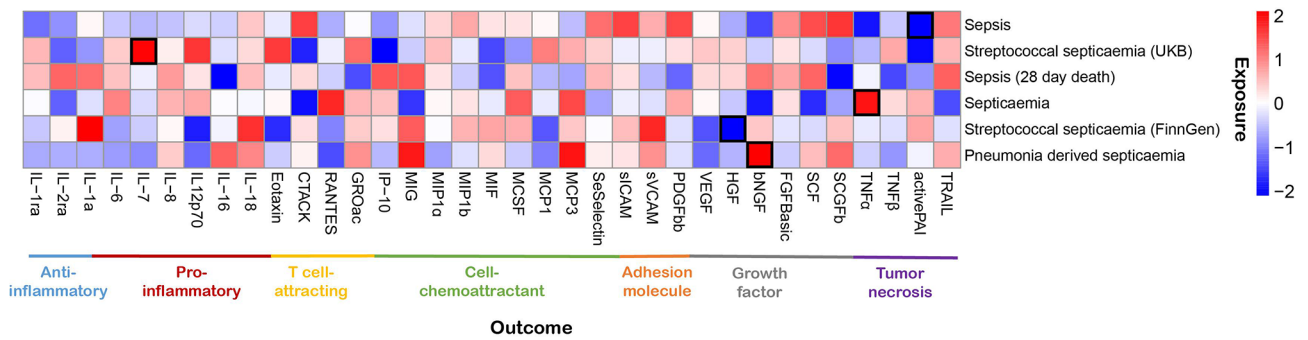 Sepsis
Streptococcal septicaemia (UKB)
Sepsis (28 day death)
Septicaemia
Streptococcal septicaemia (FinnGen)
Pneumonia derived septicaemia
2
1
0
−1
−2
Exposure
IL−1ra
IL−2ra
IL−1a
IL−6
IL−7
IL−8
IL12p70
IL−16
IL−18
Eotaxin
CTACK
RANTES
GROac
IP−10
MIG
MIP1α
MIP1b
MIF
MCSF
MCP1
MCP3
SeSelectin
sICAM
sVCAM
PDGFbb
VEGF
HGF
bNGF
FGFBasic
SCF
SCGFb
TNFα
TNFβ
activePAI
TRAIL
Anti-
inflammatory
Pro-
inflammatory
T cell-
attracting
Cell-
chemoattractant
Adhesion
molecule
Growth
factor
Tumor
necrosis
Outcome